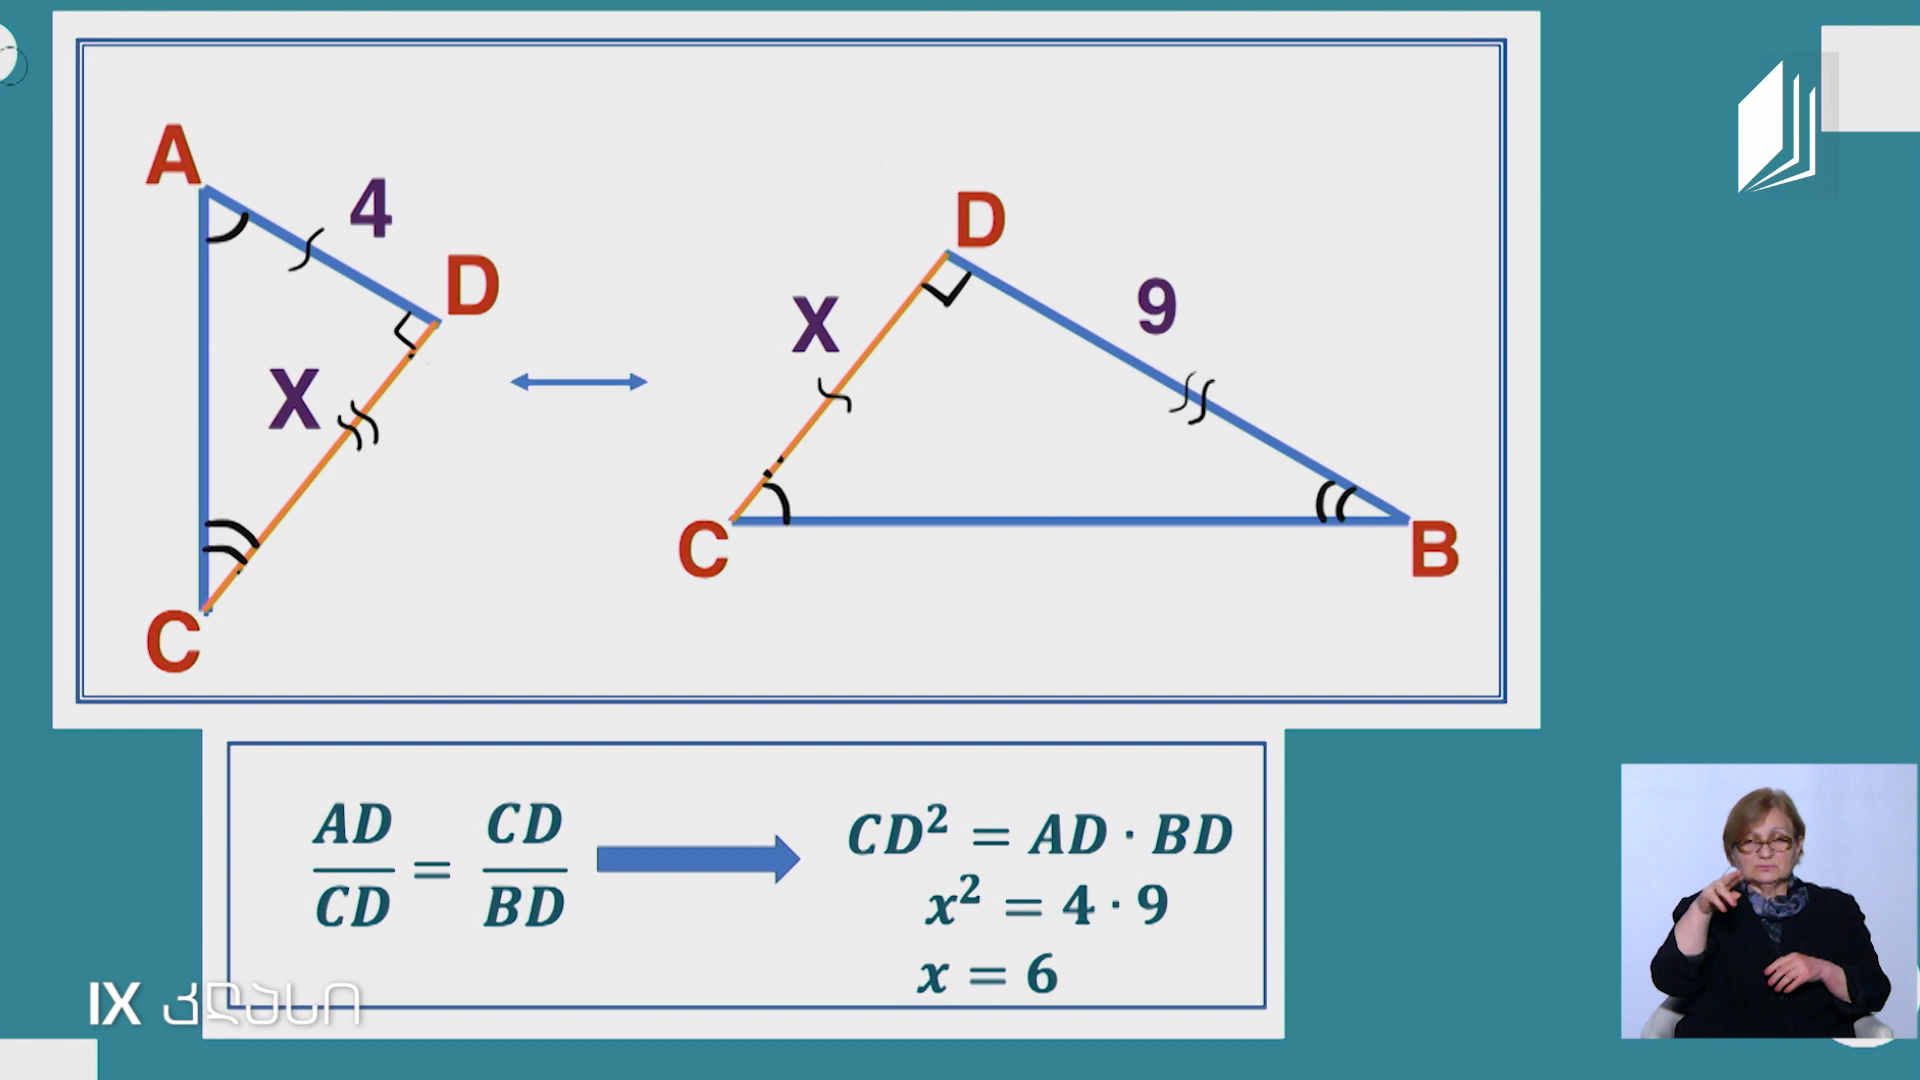 A
4
D
X
C
D
X
9
C
B
AD/CD = CD/BD
CD² = AD · BD
x² = 4 · 9
x = 6
IX კლასი